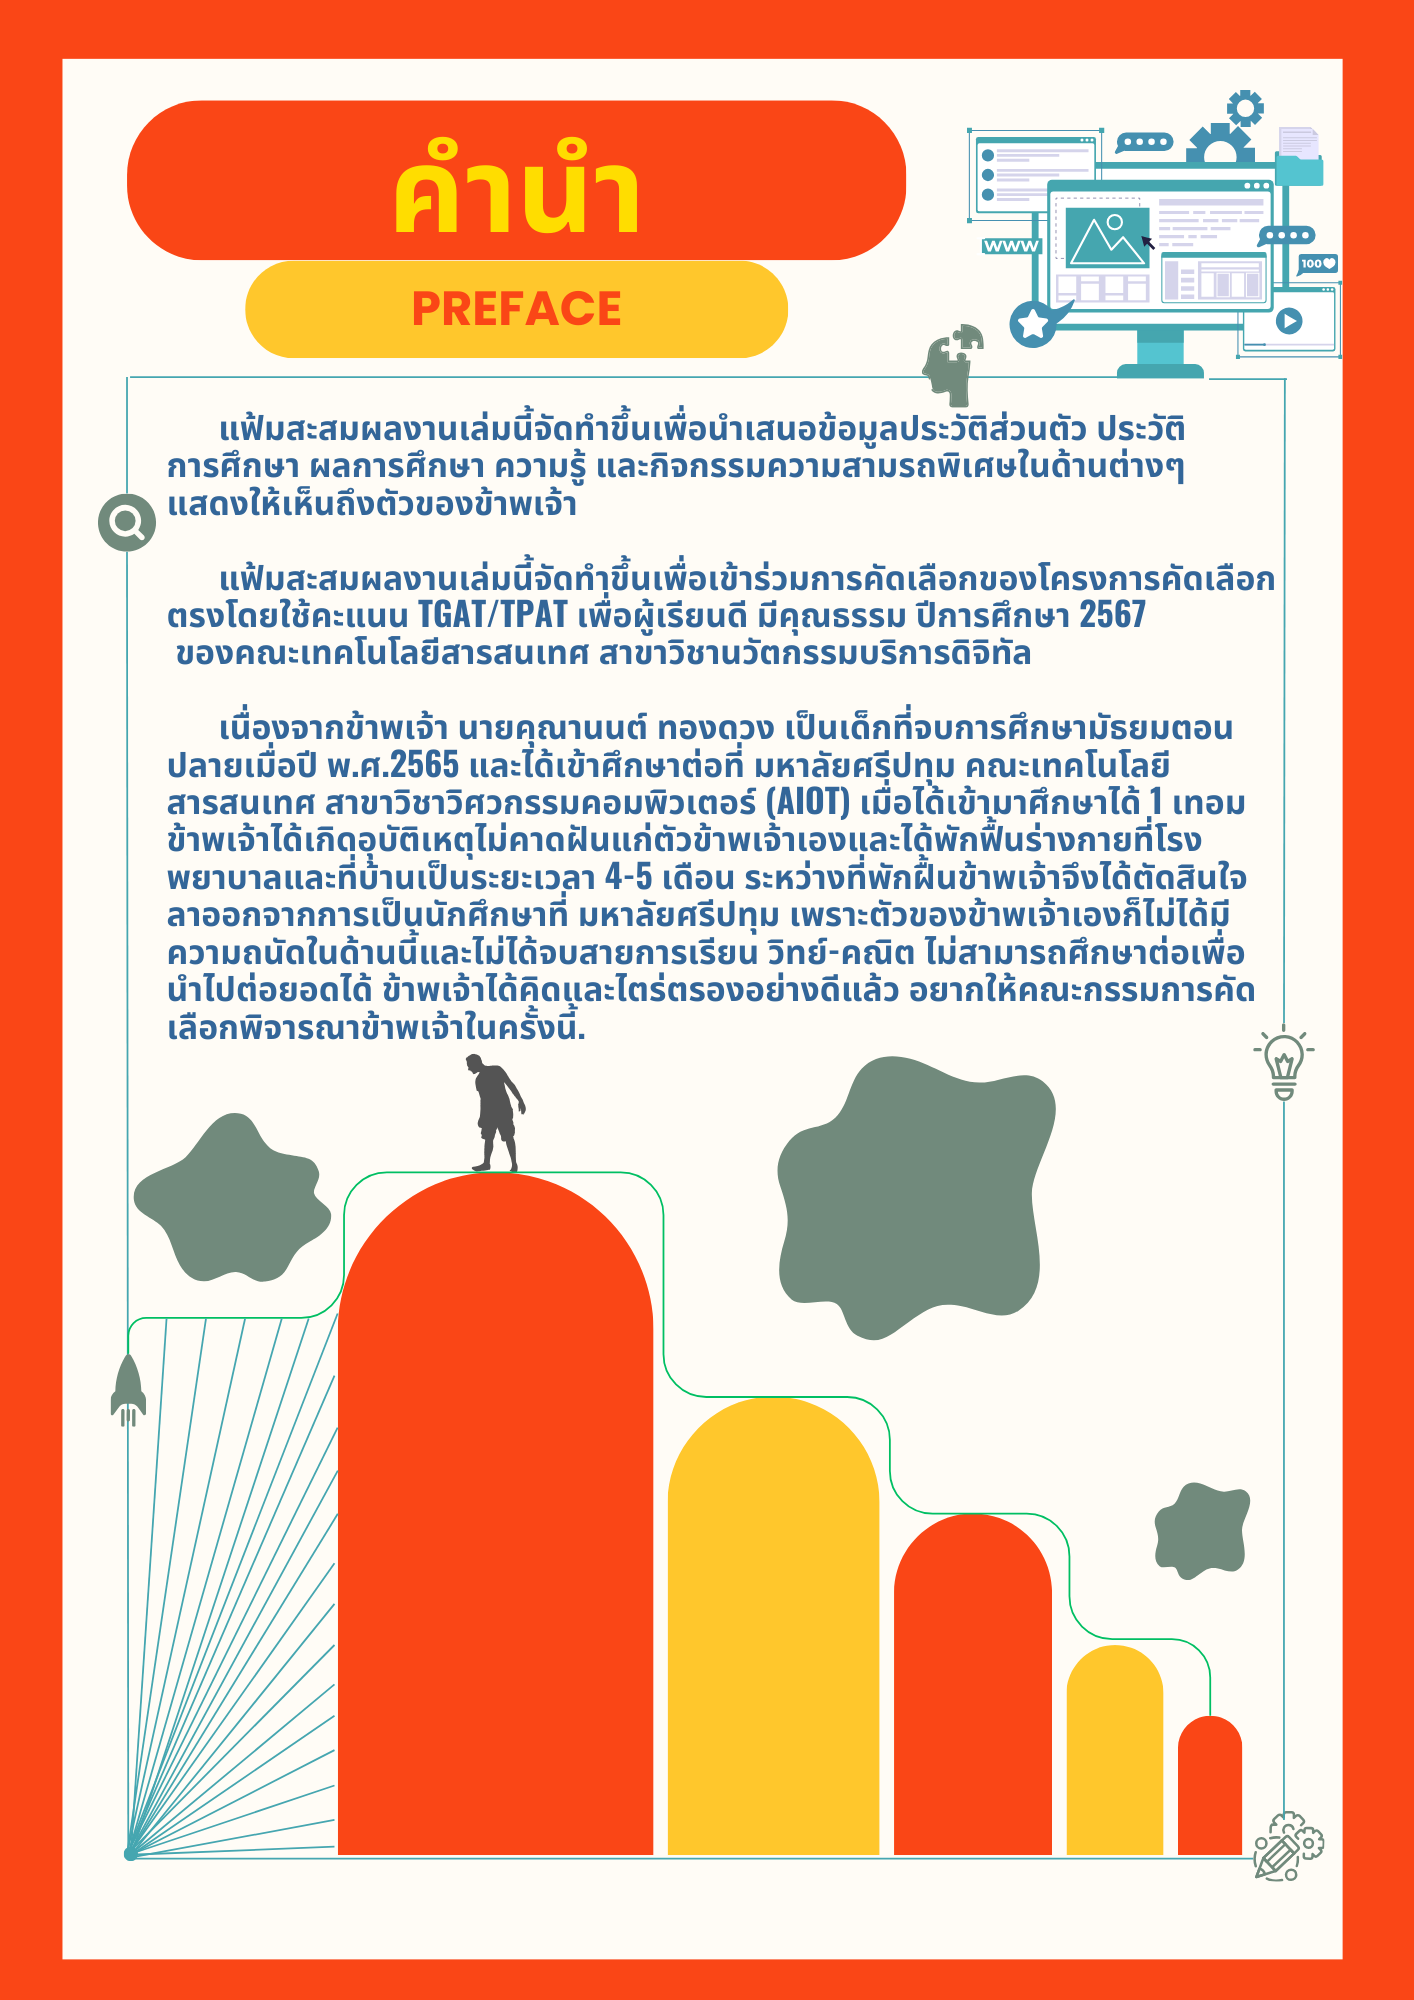 คำนำ
PREFACE
WWW
100
แฟ้มสะสมผลงานเล่มนี้จัดทำขึ้นเพื่อนำเสนอข้อมูลประวัติส่วนตัว ประวัติ
การศึกษา ผลการศึกษา ความรู้ และกิจกรรมความสามรถพิเศษในด้านต่างๆ
แสดงให้เห็นถึงตัวของข้าพเจ้า
แฟ้มสะสมผลงานเล่มนี้จัดทำขึ้นเพื่อเข้าร่วมการคัดเลือกของโครงการคัดเลือก
ตรงโดยใช้คะแนน TGAT/TPAT เพื่อผู้เรียนดี มีคุณธรรม ปีการศึกษา 2567
ของคณะเทคโนโลยีสารสนเทศ สาขาวิชานวัตกรรมบริการดิจิทัล
เนื่องจากข้าพเจ้า นายคุณานนต์ ทองดวง เป็นเด็กที่จบการศึกษามัธยมตอน
ปลายเมื่อปี พ.ศ.2565 และได้เข้าศึกษาต่อที่ มหาลัยศรีปทุม คณะเทคโนโลยี
สารสนเทศ สาขาวิชาวิศวกรรมคอมพิวเตอร์ (AIOT) เมื่อได้เข้ามาศึกษาได้ 1 เทอม
ข้าพเจ้าได้เกิดอุบัติเหตุไม่คาดฝันแก่ตัวข้าพเจ้าเองและได้พักฟื้นร่างกายที่โรง
พยาบาลและที่บ้านเป็นระยะเวลา 4-5 เดือน ระหว่างที่พักฝื้นข้าพเจ้าจึงได้ตัดสินใจ
ลาออกจากการเป็นนักศึกษาที่ มหาลัยศรีปทุม เพราะตัวของข้าพเจ้าเองก็ไม่ได้มี
ความถนัดในด้านนี้และไม่ได้จบสายการเรียน วิทย์-คณิต ไม่สามารถศึกษาต่อเพื่อ
นำไปต่อยอดได้ ข้าพเจ้าได้คิดและไตร่ตรองอย่างดีแล้ว อยากให้คณะกรรมการคัด
เลือกพิจารณาข้าพเจ้าในครั้งนี้.